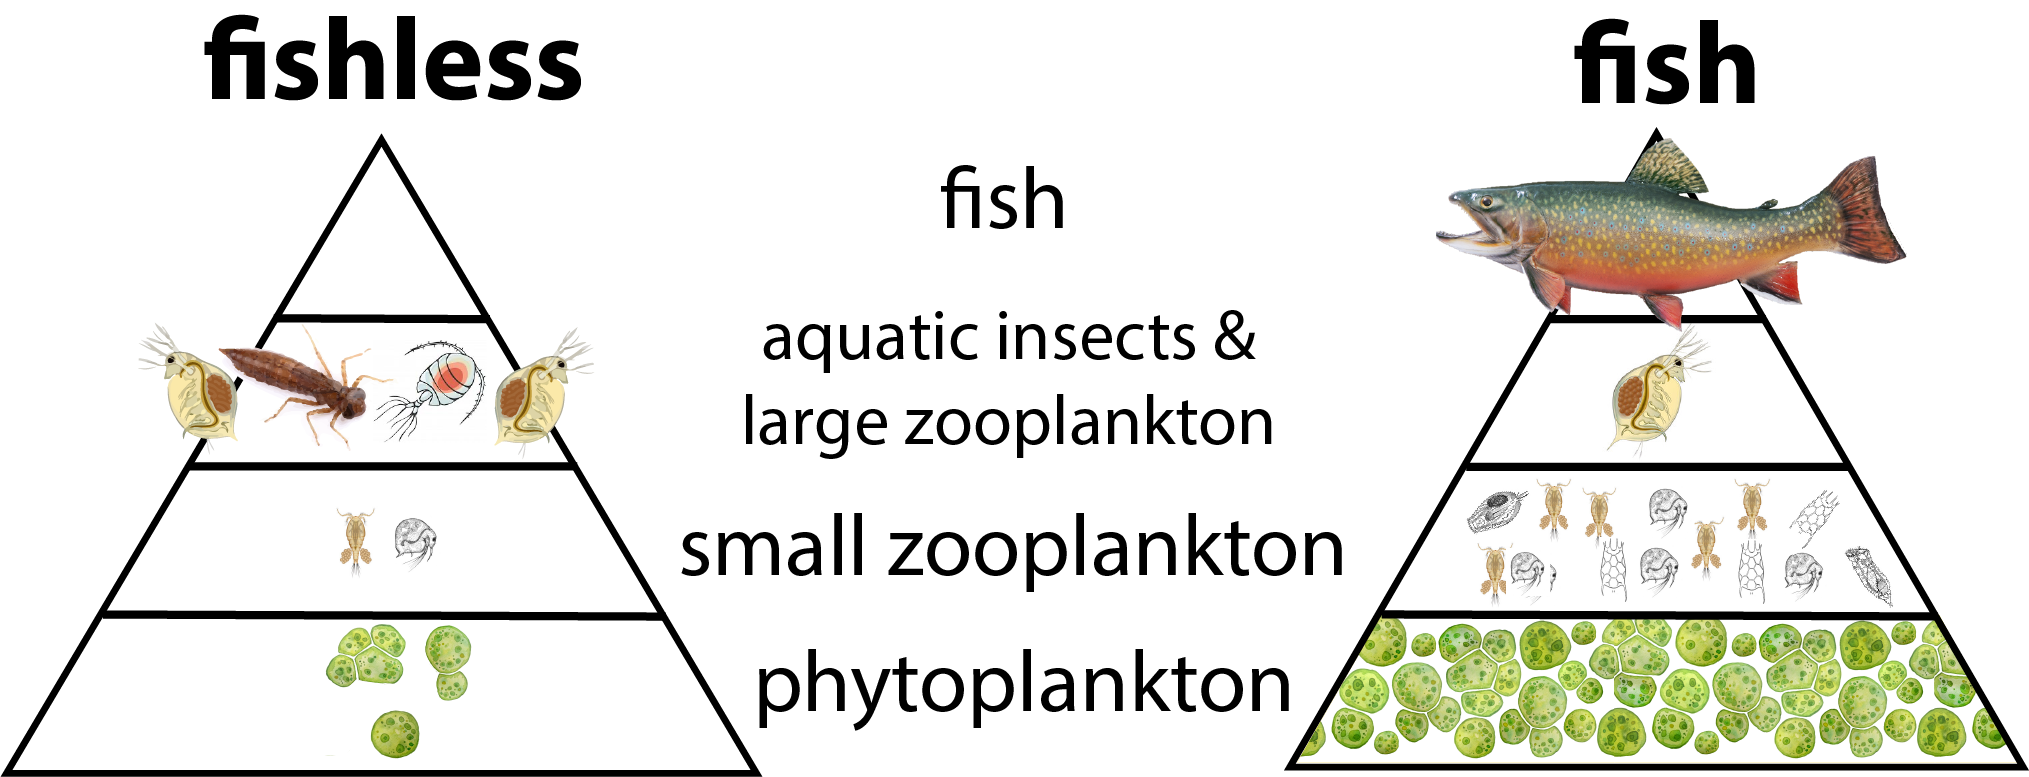 fishless
fish
fish
aquatic insects &
large zooplankton
small zooplankton
phytoplankton